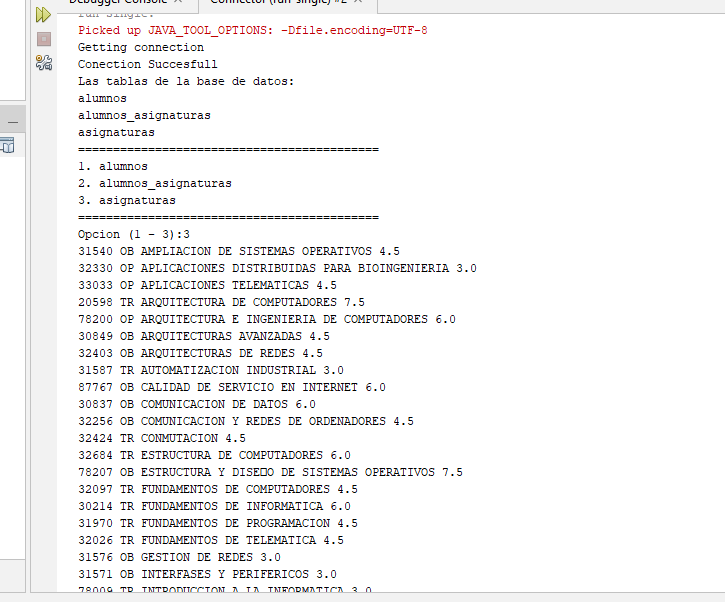 Debugger Console
Connector (run-single) #2
run single:
Picked up JAVA_TOOL_OPTIONS: -Dfile.encoding=UTF-8
Getting connection
Conection Succesfull
Las tablas de la base de datos:
alumnos
alumnos_asignaturas
asignaturas
===========================================
1. alumnos
2. alumnos_asignaturas
3. asignaturas
===========================================
Opcion (1 - 3):3
31540 OB AMPLIACION DE SISTEMAS OPERATIVOS 4.5
32330 OP APLICACIONES DISTRIBUIDAS PARA BIOINGENIERIA 3.0
33033 OP APLICACIONES TELEMATICAS 4.5
20598 TR ARQUITECTURA DE COMPUTADORES 7.5
78200 OP ARQUITECTURA E INGENIERIA DE COMPUTADORES 6.0
30849 OB ARQUITECTURAS AVANZADAS 4.5
32403 OB ARQUITECTURAS DE REDES 4.5
31587 TR AUTOMATIZACION INDUSTRIAL 3.0
87767 OB CALIDAD DE SERVICIO EN INTERNET 6.0
30837 OB COMUNICACION DE DATOS 6.0
32256 OB COMUNICACION Y REDES DE ORDENADORES 4.5
32424 TR CONMUTACION 4.5
32684 TR ESTRUCTURA DE COMPUTADORES 6.0
78207 OB ESTRUCTURA Y DISE□O DE SISTEMAS OPERATIVOS 7.5
32097 TR FUNDAMENTOS DE COMPUTADORES 4.5
30214 TR FUNDAMENTOS DE INFORMATICA 6.0
31970 TR FUNDAMENTOS DE PROGRAMACION 4.5
32026 TR FUNDAMENTOS DE TELEMATICA 4.5
31576 OB GESTION DE REDES 3.0
31571 OB INTERFASES Y PERIFERICOS 3.0
78009 TR INTRODUCCION A LA INFORMATICA 3.0